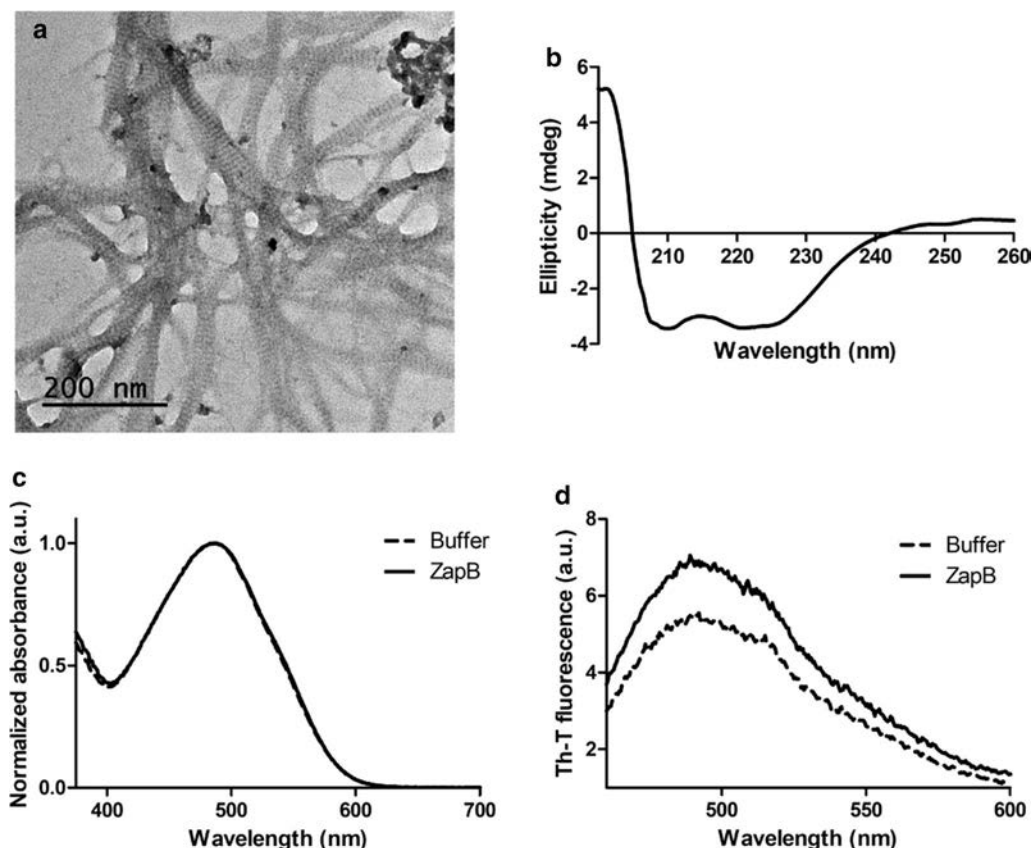 a
200 nm
b
Ellipticity (mdeg)
6
4
2
0
-2
-4
210 220 230 240 250 260
Wavelength (nm)
c
Normalized absorbance (a.u.)
1.0
0.5
0.0
Buffer
ZapB
400 500 600 700
Wavelength (nm)
d
Th-T fluorescence (a.u.)
8
6
4
2
Buffer
ZapB
500 550 600
Wavelength (nm)